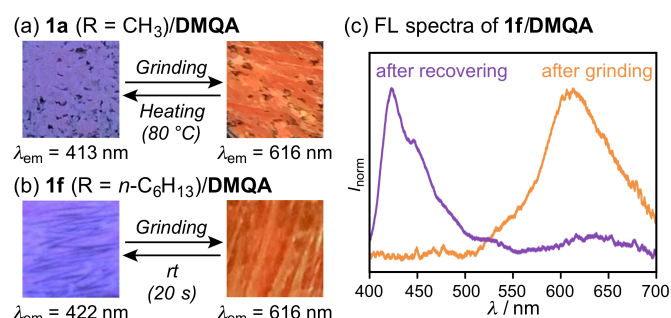 (a) 1a (R = CH3)/DMQA
Grinding
Heating
(80 °C)
λem = 413 nm
λem = 616 nm
(b) 1f (R = n-C6H13)/DMQA
Grinding
rt
(20 s)
λem = 422 nm
λem = 616 nm
(c) FL spectra of 1f/DMQA
after recovering
after grinding
Inorm
400
450
500
550
600
650
700
λ / nm